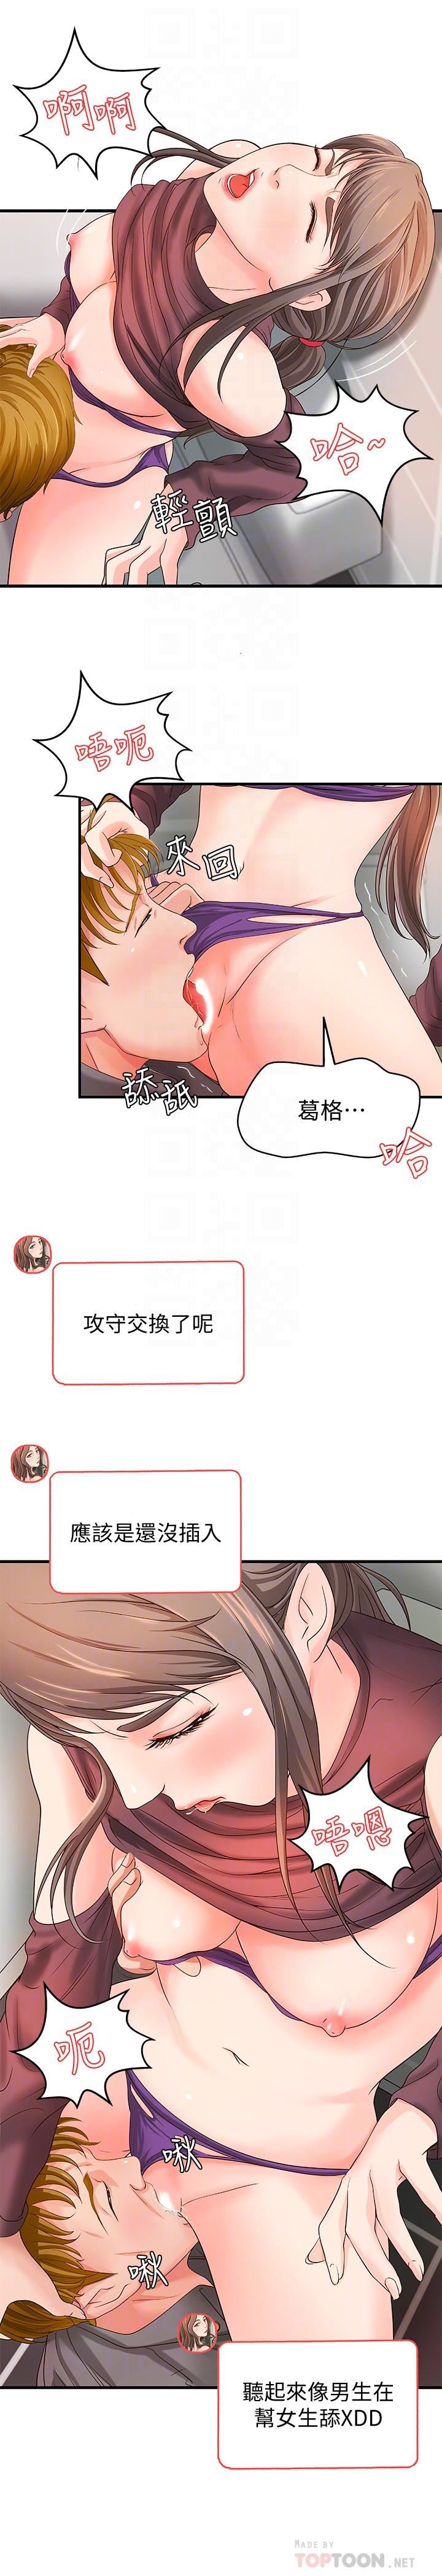 啊啊
哈~
輕顫
唔呃
來回
舔舐
葛格…
哈
攻守交換了呢
應該是還沒插入
唔嗯
呃
啾
啾
聽起來像男生在
幫女生舔XDD
MADE BY
TOPTOON.NET